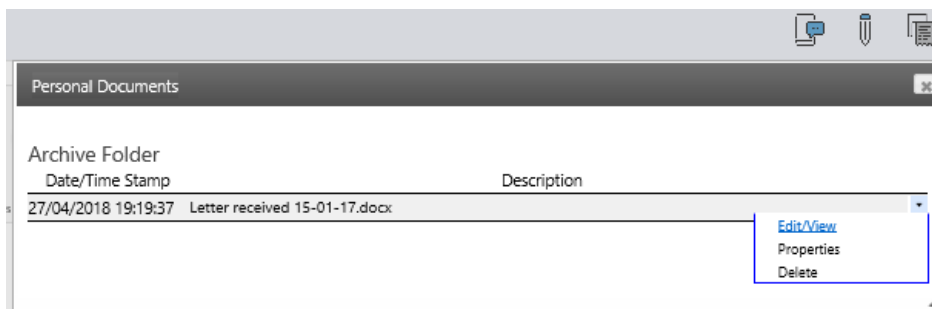 Personal Documents
Archive Folder
Date/Time Stamp Description
27/04/2018 19:19:37 Letter received 15-01-17.docx
Edit/View
Properties
Delete